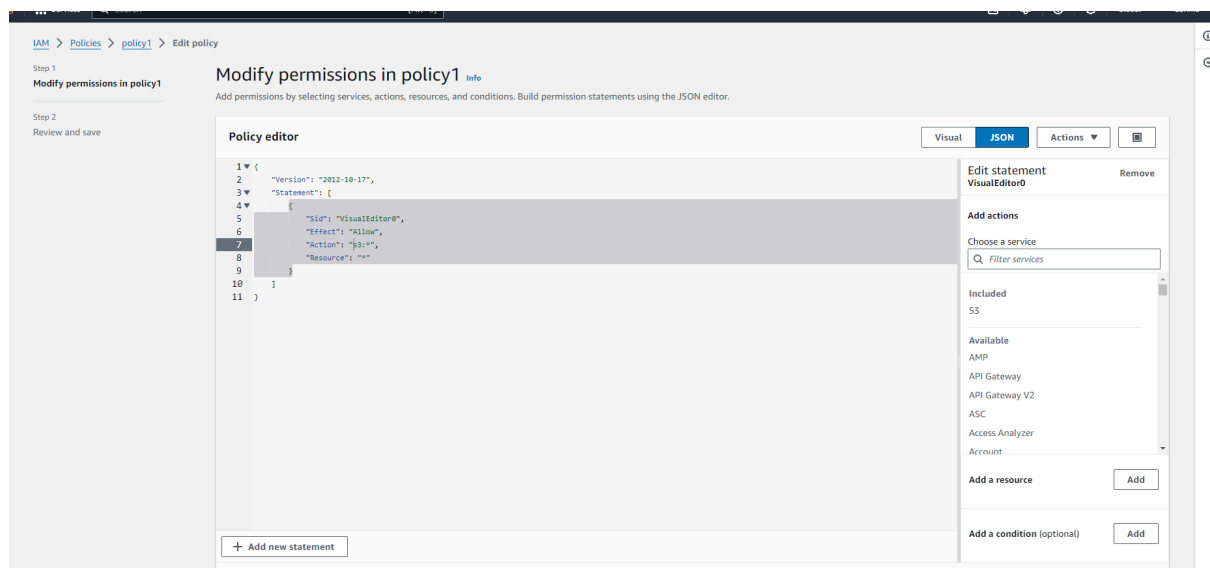 IAM > Policies > policy1 > Edit policy
Step 1
Modify permissions in policy1
Step 2
Review and save
Modify permissions in policy1 Info
Add permissions by selecting services, actions, resources, and conditions. Build permission statements using the JSON editor.
Policy editor
Visual JSON Actions ▼
1 ▼ {
2 "Version": "2012-10-17",
3 ▼ "Statement": [
4 ▼ {
5 "Sid": "VisualEditor0",
6 "Effect": "Allow",
7 "Action": "s3:*",
8 "Resource": "*"
9 }
10 ]
11 }
+ Add new statement
Edit statement Remove
VisualEditor0
Add actions
Choose a service
Filter services
Included
S3
Available
AMP
API Gateway
API Gateway V2
ASC
Access Analyzer
Account
Add a resource Add
Add a condition (optional) Add